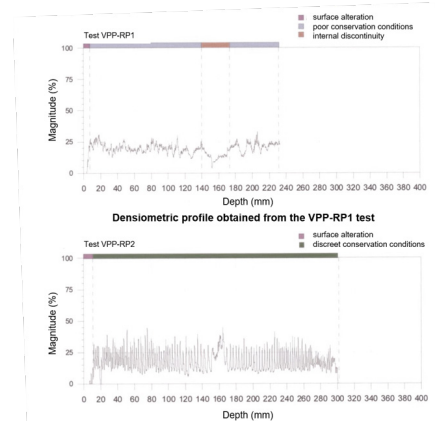 surface alteration
Test VPP-RP1
poor conservation conditions
internal discontinuity
100
75
50
25
0
Magnitude (%)
0 20 40 60 80 100 120 140 160 180 200 220 240 260 280 300 320 340 360 380 400
Depth (mm)
Densiometric profile obtained from the VPP-RP1 test
surface alteration
Test VPP-RP2
discreet conservation conditions
100
75
50
25
0
Magnitude (%)
0 20 40 60 80 100 120 140 160 180 200 220 240 260 280 300 320 340 360 380 400
Depth (mm)